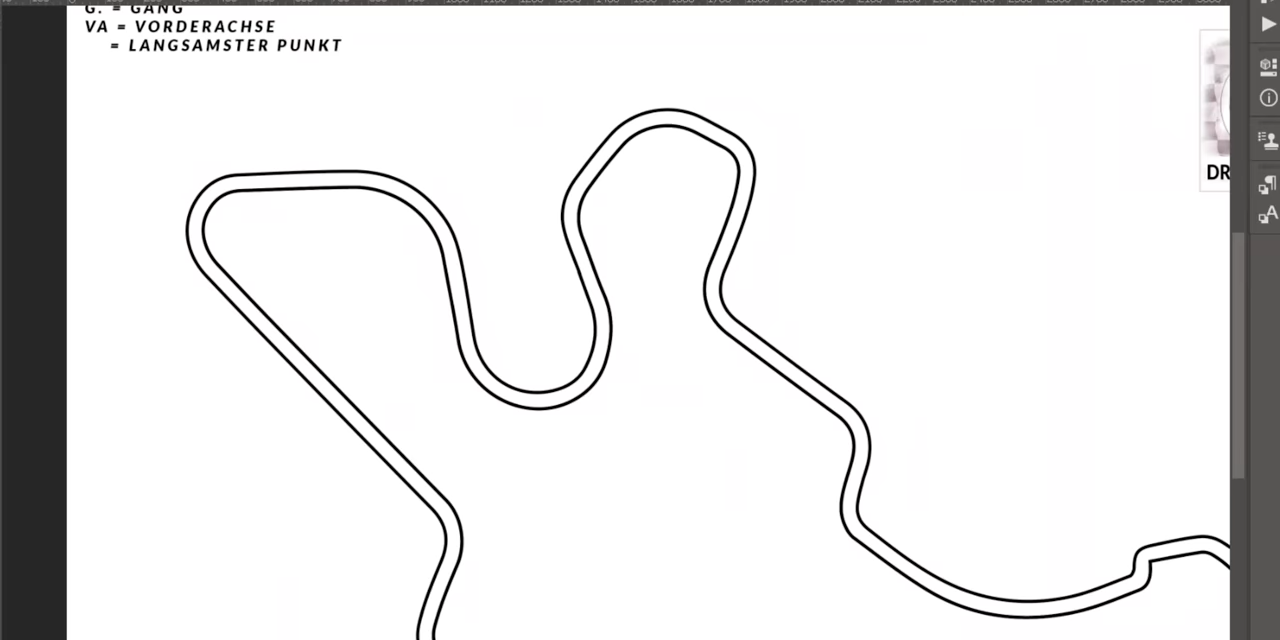 G. = GANG
VA = VORDERACHSE
= LANGSAMSTER PUNKT
DR